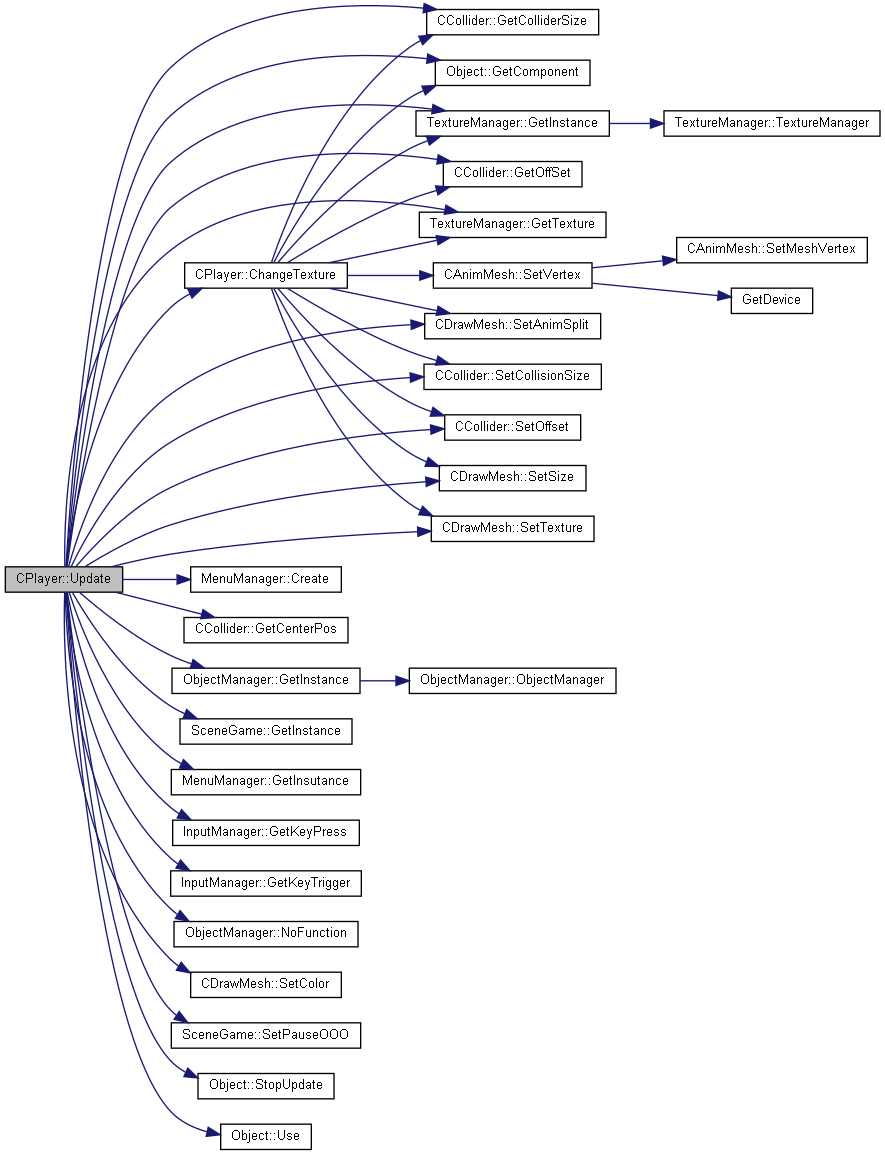 CCollider::GetColliderSize
Object::GetComponent
TextureManager::GetInstance
TextureManager::TextureManager
CCollider::GetOffSet
TextureManager::GetTexture
CAnimMesh::SetMeshVertex
CPlayer::ChangeTexture
CAnimMesh::SetVertex
GetDevice
CDrawMesh::SetAnimSplit
CCollider::SetCollisionSize
CCollider::SetOffset
CDrawMesh::SetSize
CDrawMesh::SetTexture
CPlayer::Update
MenuManager::Create
CCollider::GetCenterPos
ObjectManager::GetInstance
ObjectManager::ObjectManager
SceneGame::GetInstance
MenuManager::GetInsutance
InputManager::GetKeyPress
InputManager::GetKeyTrigger
ObjectManager::NoFunction
CDrawMesh::SetColor
SceneGame::SetPauseOOO
Object::StopUpdate
Object::Use